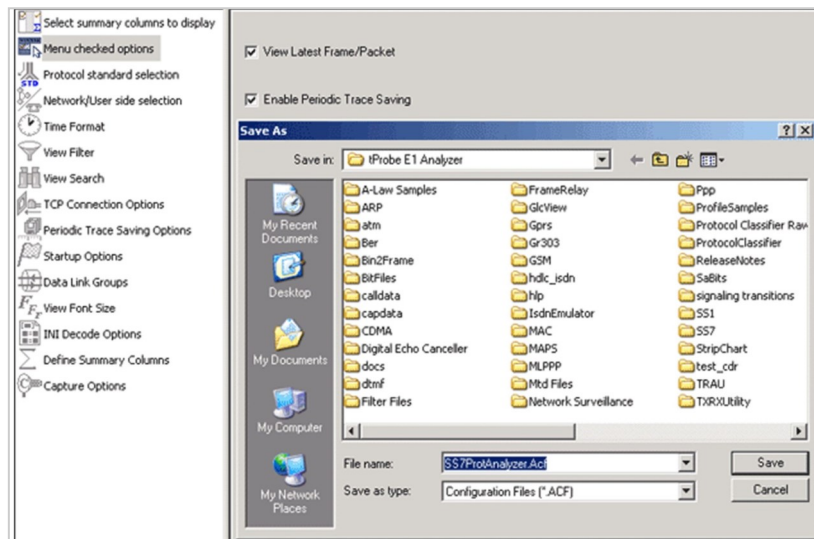 Select summary columns to display
Menu checked options
Protocol standard selection
Network/User side selection
Time Format
View Filter
View Search
TCP Connection Options
Periodic Trace Saving Options
Startup Options
Data Link Groups
View Font Size
INI Decode Options
Define Summary Columns
Capture Options
View Latest Frame/Packet
Enable Periodic Trace Saving
Save As
Save in: tProbe E1 Analyzer
My Recent
Documents
Desktop
My Documents
My Computer
My Network
Places
A-Law Samples
ARP
atm
Ber
Bin2Frame
BitFiles
calldata
capdata
CDMA
Digital Echo Canceller
docs
dtmf
Filter Files
FrameRelay
GlcView
Gprs
Gr303
GSM
hdlc_isdn
hlp
IsdnEmulator
MAC
MAPS
MLPPP
Mtd Files
Network Surveillance
Ppp
ProfileSamples
Protocol Classifier Raw
ProtocolClassifier
ReleaseNotes
SaBits
signaling transitions
SS1
SS7
StripChart
test_cdr
TRAU
TXRXUtility
File name: SS7ProtAnalyzer.Acf
Save
Save as type: Configuration Files (*.ACF)
Cancel